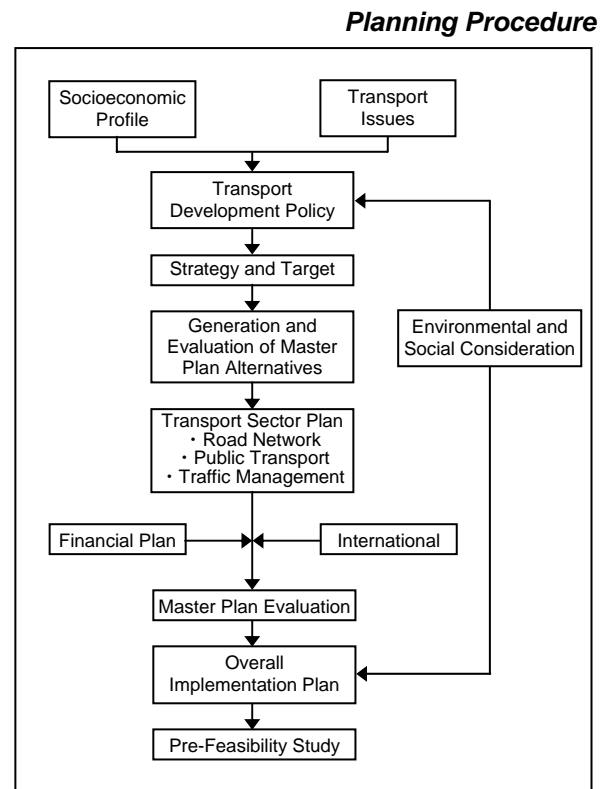 Planning Procedure
Socioeconomic
Profile
Transport
Issues
Transport
Development Policy
Strategy and Target
Generation and
Evaluation of Master
Plan Alternatives
Environmental and
Social Consideration
Transport Sector Plan
・Road Network
・Public Transport
・Traffic Management
Financial Plan
International
Master Plan Evaluation
Overall
Implementation Plan
Pre-Feasibility Study